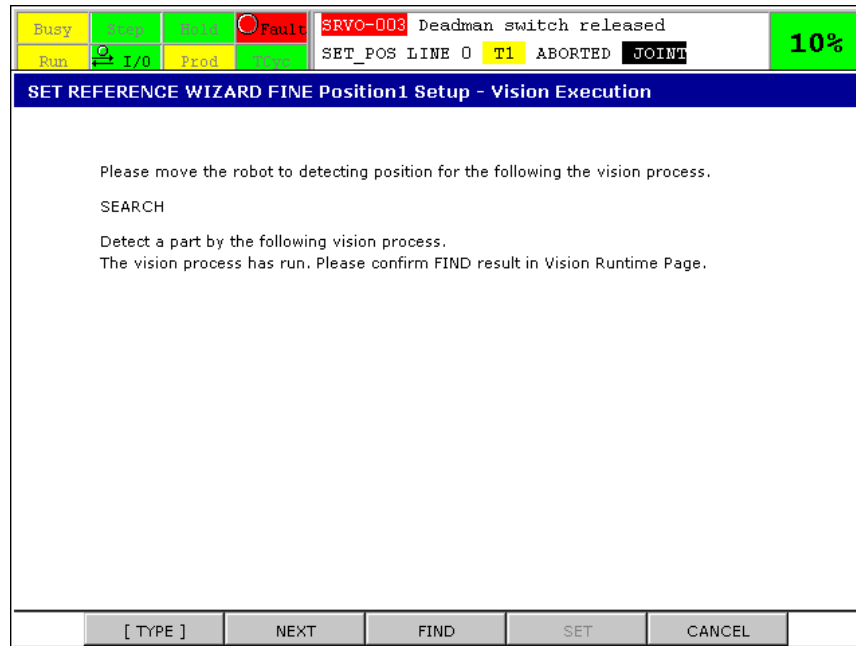 Busy Step Hold Fault SRVO-003 Deadman switch released
Run I/O Prod TCyc SET_POS LINE 0 T1 ABORTED JOINT
10%
SET REFERENCE WIZARD FINE Position1 Setup - Vision Execution
Please move the robot to detecting position for the following the vision process.
SEARCH
Detect a part by the following vision process.
The vision process has run. Please confirm FIND result in Vision Runtime Page.
[ TYPE ] NEXT FIND SET CANCEL